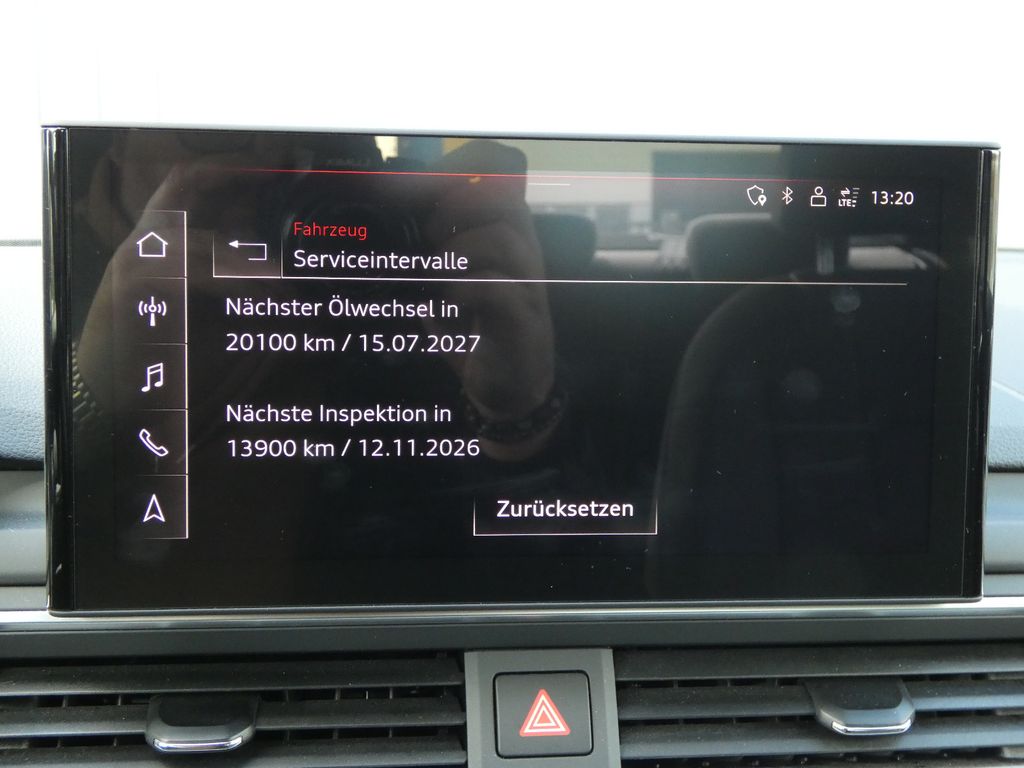 LTE
13:20
Fahrzeug
Serviceintervalle
Nächster Ölwechsel in
20100 km / 15.07.2027
Nächste Inspektion in
13900 km / 12.11.2026
Zurücksetzen